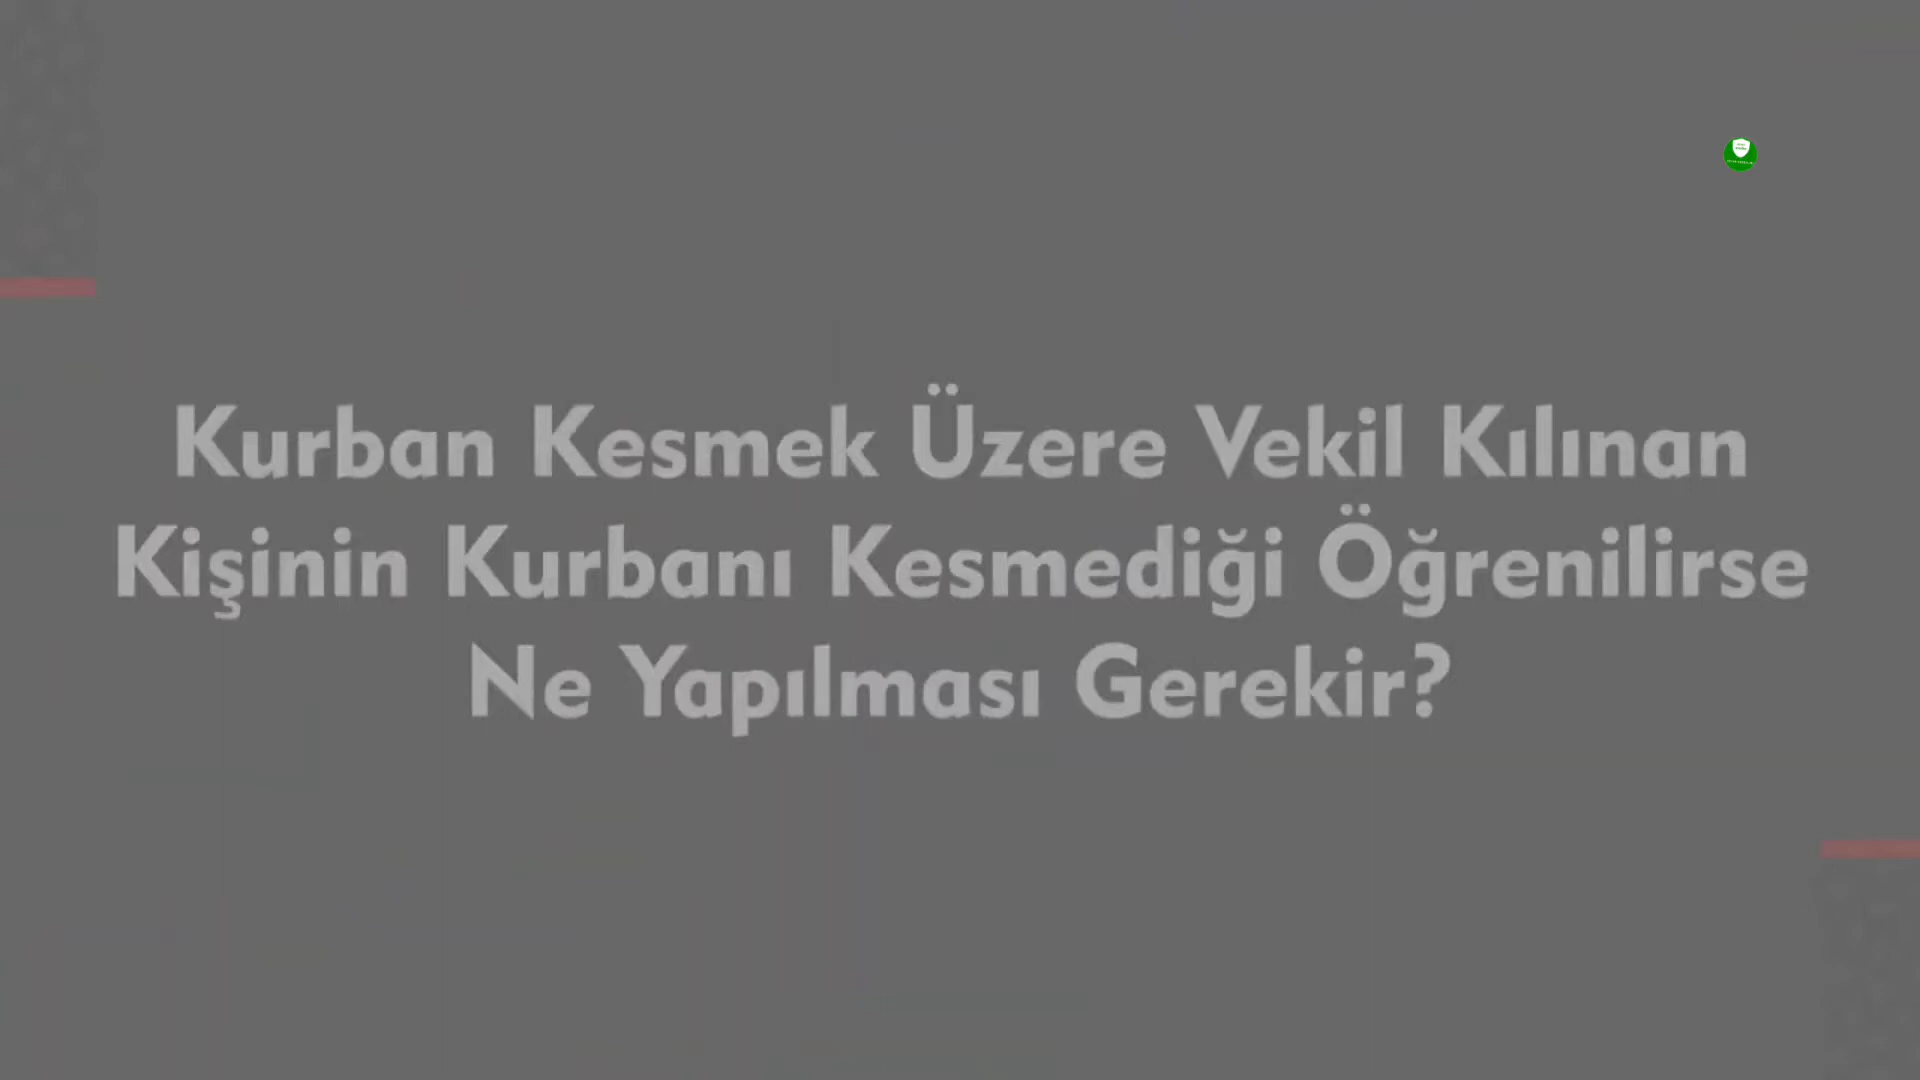 Kurban Kesmek Üzere Vekil Kılınan
Kişinin Kurbanı Kesmediği Öğrenilirse
Ne Yapılması Gerekir?